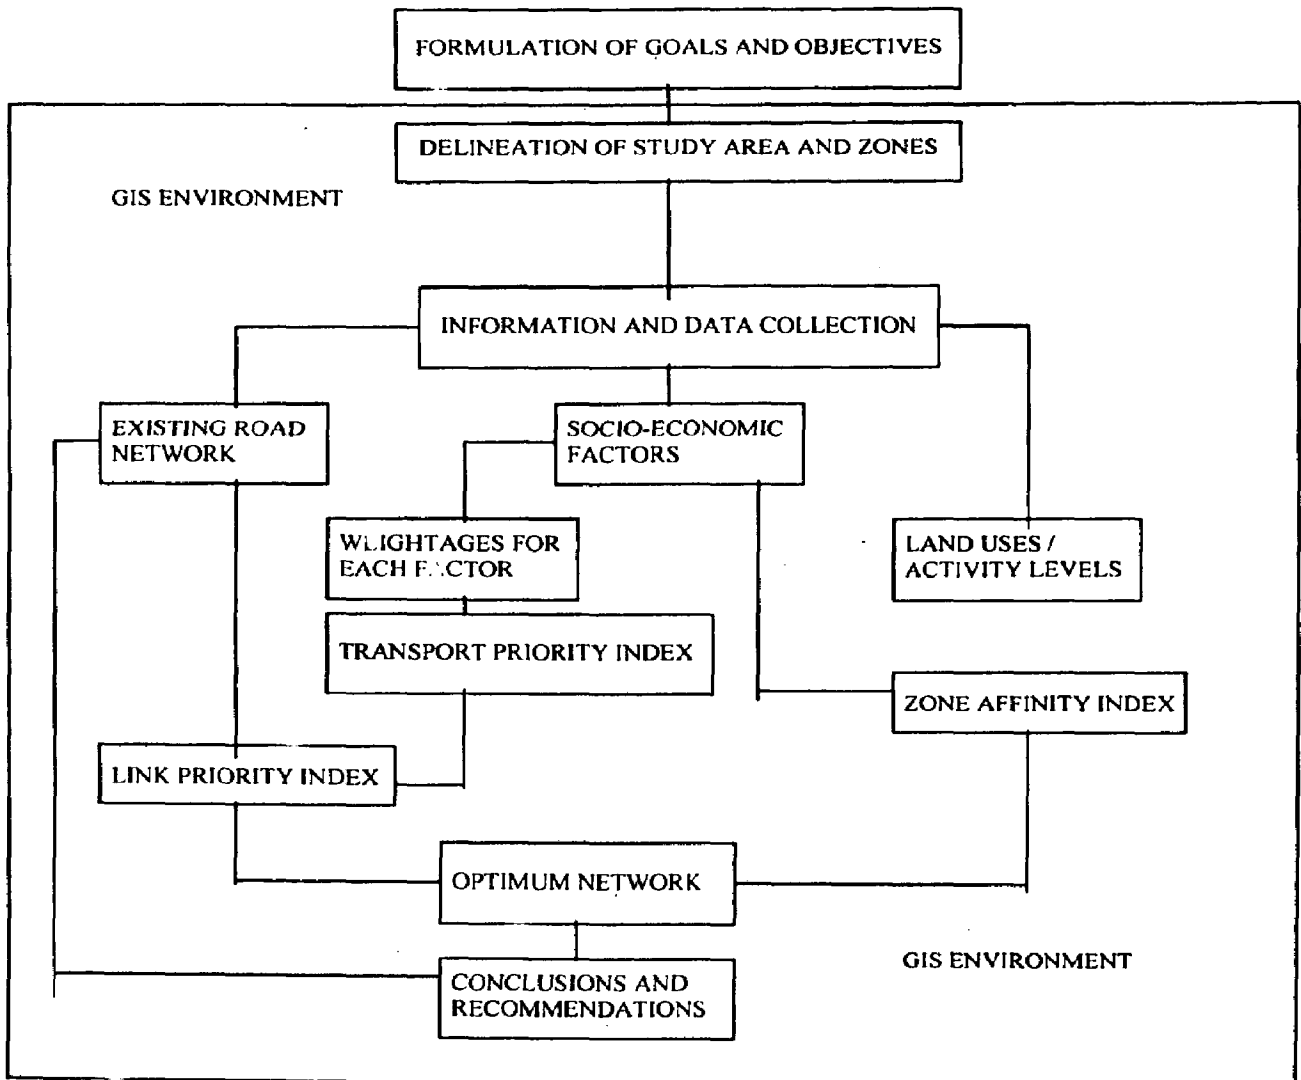 FORMULATION OF GOALS AND OBJECTIVES
DELINEATION OF STUDY AREA AND ZONES
GIS ENVIRONMENT
INFORMATION AND DATA COLLECTION
EXISTING ROAD
NETWORK
SOCIO-ECONOMIC
FACTORS
WEIGHTAGES FOR
EACH FACTOR
LAND USES /
ACTIVITY LEVELS
TRANSPORT PRIORITY INDEX
ZONE AFFINITY INDEX
LINK PRIORITY INDEX
OPTIMUM NETWORK
GIS ENVIRONMENT
CONCLUSIONS AND
RECOMMENDATIONS